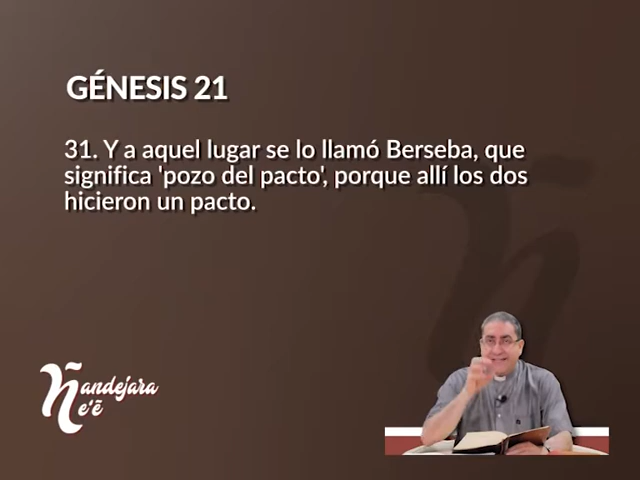 GÉNESIS 21
31. Y a aquel lugar se lo llamó Berseba, que
significa 'pozo del pacto', porque allí los dos
hicieron un pacto.
Ñandejara
Ñe'ẽ